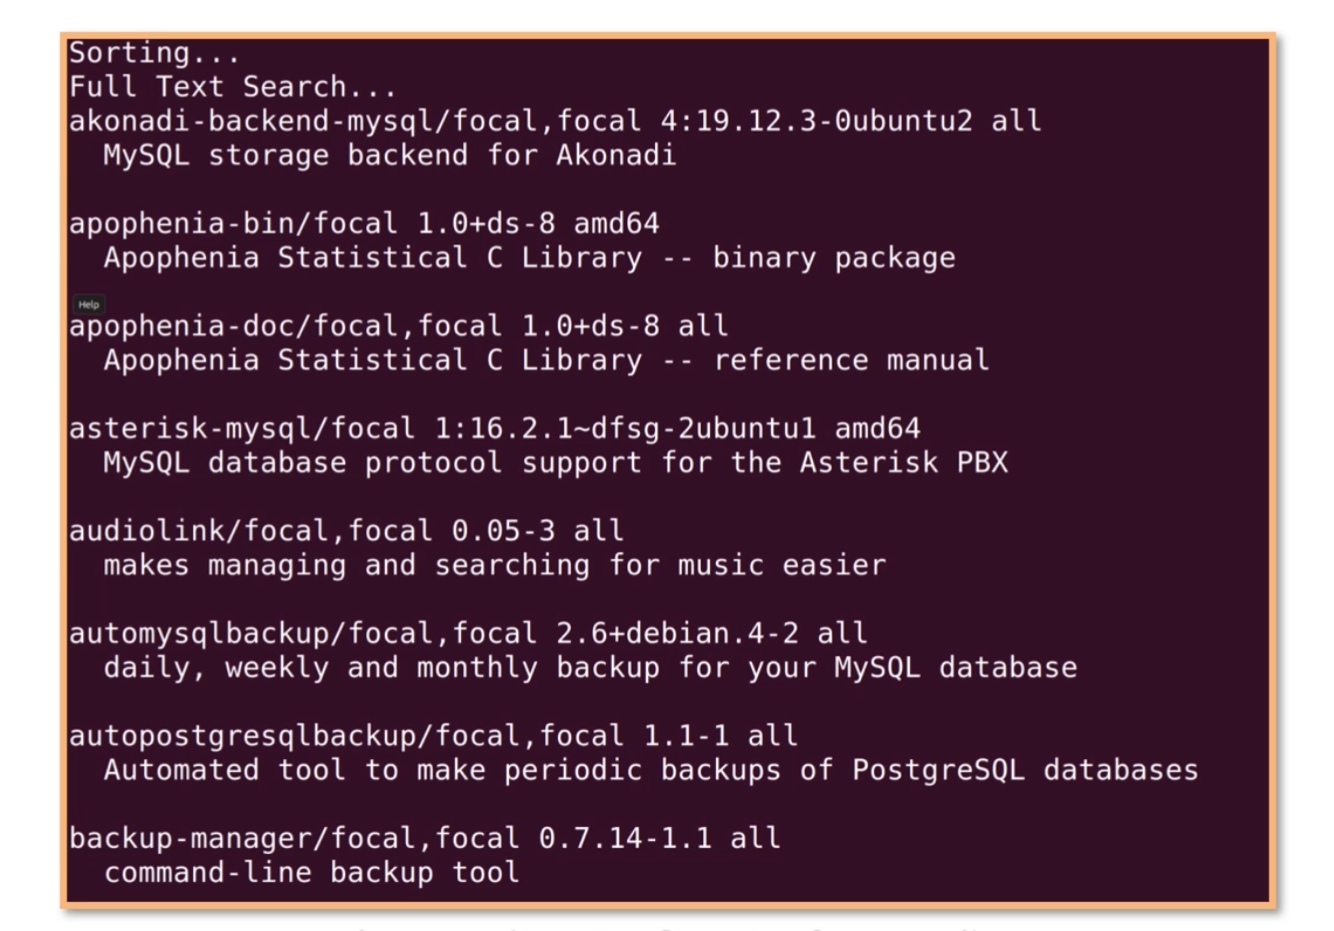 Sorting...
Full Text Search...
akonadi-backend-mysql/focal,focal 4:19.12.3-0ubuntu2 all
MySQL storage backend for Akonadi
apophenia-bin/focal 1.0+ds-8 amd64
Apophenia Statistical C Library -- binary package
Help
apophenia-doc/focal,focal 1.0+ds-8 all
Apophenia Statistical C Library -- reference manual
asterisk-mysql/focal 1:16.2.1~dfsg-2ubuntu1 amd64
MySQL database protocol support for the Asterisk PBX
audiolink/focal,focal 0.05-3 all
makes managing and searching for music easier
automysqlbackup/focal,focal 2.6+debian.4-2 all
daily, weekly and monthly backup for your MySQL database
autopostgresqlbackup/focal,focal 1.1-1 all
Automated tool to make periodic backups of PostgreSQL databases
backup-manager/focal,focal 0.7.14-1.1 all
command-line backup tool